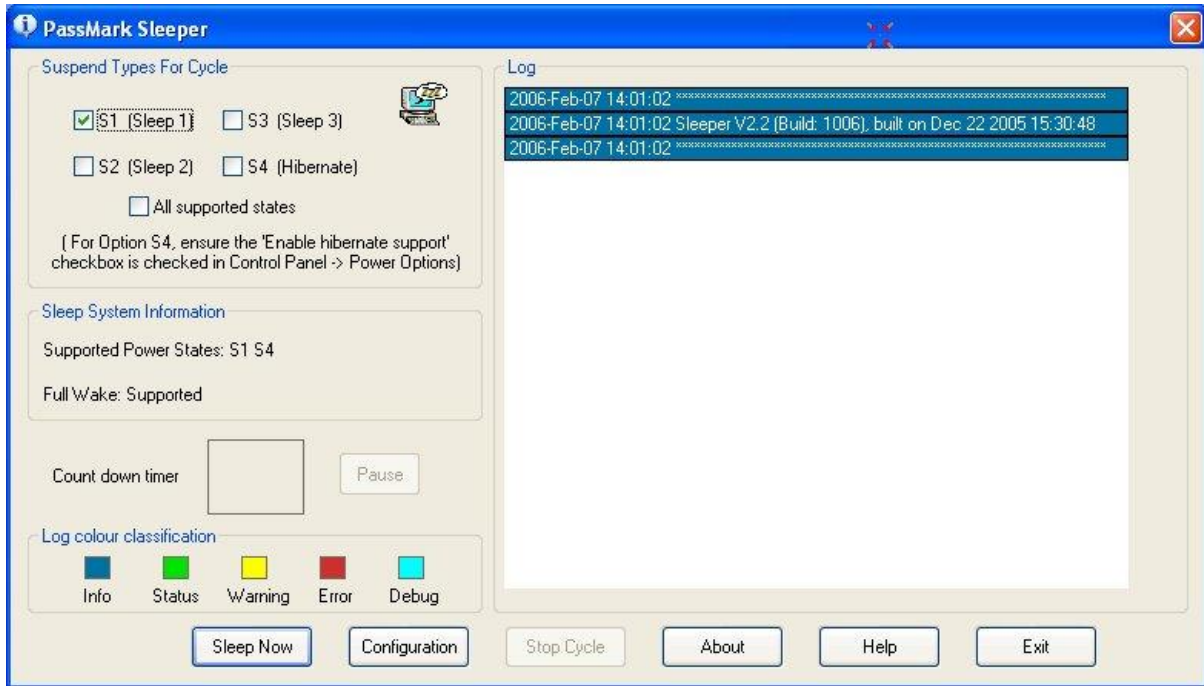 PassMark Sleeper
Suspend Types For Cycle
S1 (Sleep 1)
S3 (Sleep 3)
S2 (Sleep 2)
S4 (Hibernate)
All supported states
( For Option S4, ensure the 'Enable hibernate support'
checkbox is checked in Control Panel -> Power Options)
Sleep System Information
Supported Power States: S1 S4
Full Wake: Supported
Count down timer
Pause
Log colour classification
Info
Status
Warning
Error
Debug
Log
2006-Feb-07 14:01:02
2006-Feb-07 14:01:02 Sleeper V2.2 (Build: 1006), built on Dec 22 2005 15:30:48
2006-Feb-07 14:01:02
Sleep Now
Configuration
Stop Cycle
About
Help
Exit